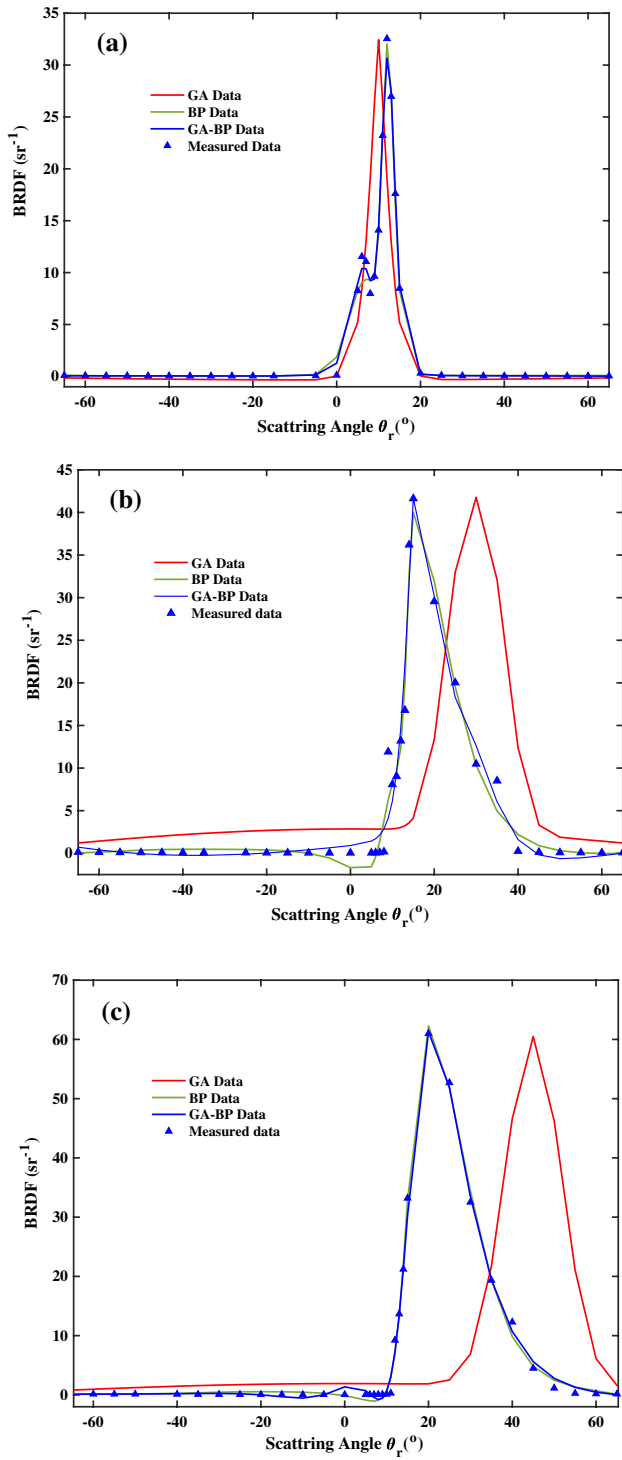 (a)
35
30
25
20
15
10
5
0
BRDF (sr-1)
GA Data
BP Data
GA-BP Data
Measured Data
-60 -40 -20 0 20 40 60
Scattring Angle θr(o)
(b)
45
40
35
30
25
20
15
10
5
0
BRDF (sr-1)
GA Data
BP Data
GA-BP Data
Measured data
-60 -40 -20 0 20 40 60
Scattring Angle θr(o)
(c)
70
60
50
40
30
20
10
0
BRDF (sr-1)
GA Data
BP Data
GA-BP Data
Measured data
-60 -40 -20 0 20 40 60
Scattring Angle θr(o)